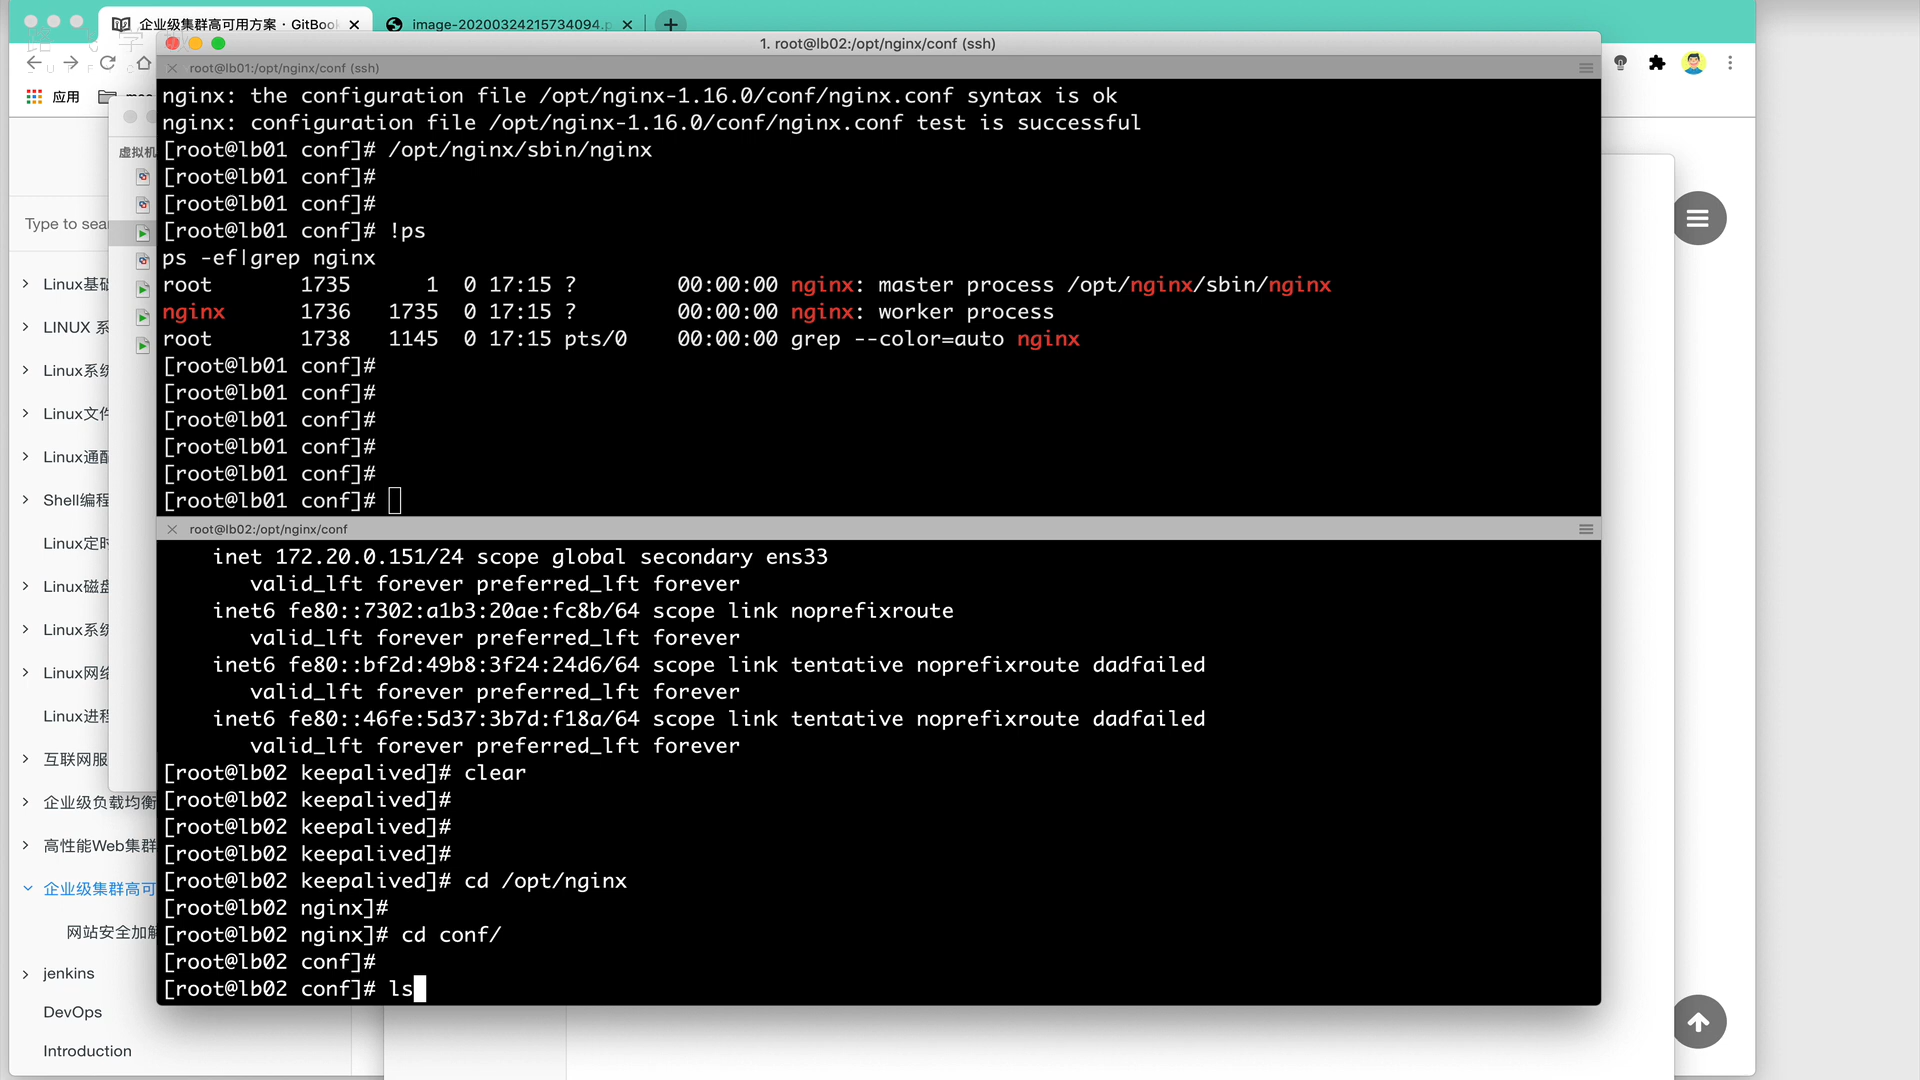 企业级集群高可用方案 · GitBook
image-20200324215734094.p
1. root@lb02:/opt/nginx/conf (ssh)
root@lb01:/opt/nginx/conf (ssh)
应用
nginx: the configuration file /opt/nginx-1.16.0/conf/nginx.conf syntax is ok
nginx: configuration file /opt/nginx-1.16.0/conf/nginx.conf test is successful
[root@lb01 conf]# /opt/nginx/sbin/nginx
[root@lb01 conf]#
[root@lb01 conf]#
[root@lb01 conf]# !ps
ps -ef|grep nginx
root 1735 1 0 17:15 ? 00:00:00 nginx: master process /opt/nginx/sbin/nginx
nginx 1736 1735 0 17:15 ? 00:00:00 nginx: worker process
root 1738 1145 0 17:15 pts/0 00:00:00 grep --color=auto nginx
[root@lb01 conf]#
[root@lb01 conf]#
[root@lb01 conf]#
[root@lb01 conf]#
[root@lb01 conf]#
[root@lb01 conf]#
root@lb02:/opt/nginx/conf
inet 172.20.0.151/24 scope global secondary ens33
valid_lft forever preferred_lft forever
inet6 fe80::7302:a1b3:20ae:fc8b/64 scope link noprefixroute
valid_lft forever preferred_lft forever
inet6 fe80::bf2d:49b8:3f24:24d6/64 scope link tentative noprefixroute dadfailed
valid_lft forever preferred_lft forever
inet6 fe80::46fe:5d37:3b7d:f18a/64 scope link tentative noprefixroute dadfailed
valid_lft forever preferred_lft forever
[root@lb02 keepalived]# clear
[root@lb02 keepalived]#
[root@lb02 keepalived]#
[root@lb02 keepalived]#
[root@lb02 keepalived]# cd /opt/nginx
[root@lb02 nginx]#
[root@lb02 nginx]# cd conf/
[root@lb02 conf]#
[root@lb02 conf]# ls
虚拟机
Type to sea
Linux基础
LINUX 系
Linux系统
Linux文件
Linux通配
Shell编程
Linux定时
Linux磁盘
Linux系统
Linux网络
Linux进程
互联网服
企业级负载均衡
高性能Web集群
企业级集群高可
网站安全加解
jenkins
DevOps
Introduction